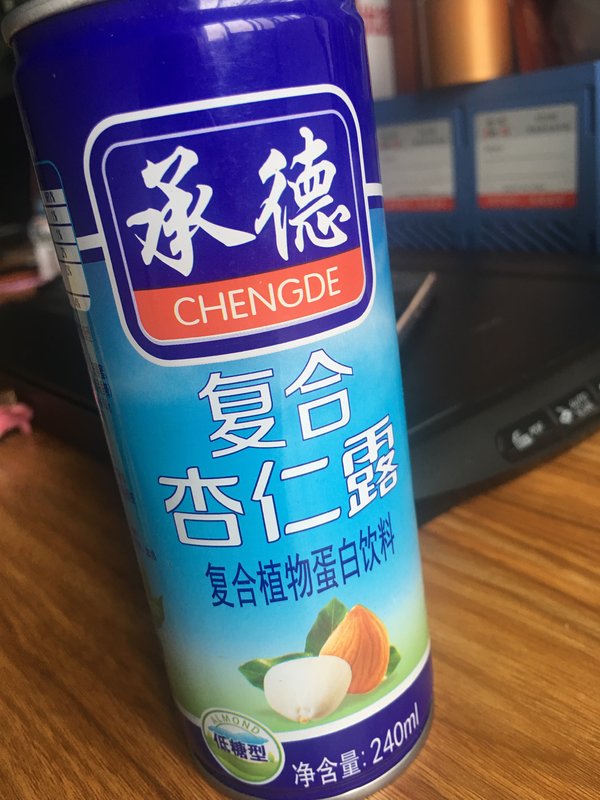 承德
CHENGDE
复合
杏仁露
复合植物蛋白饮料
ALMOND
低糖型
净含量: 240ml